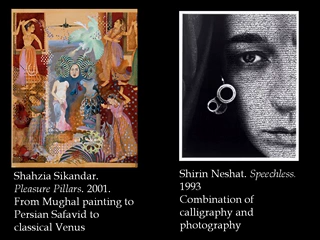 Shahzia Sikandar.
Pleasure Pillars. 2001.
From Mughal painting to
Persian Safavid to
classical Venus
Shirin Neshat. Speechless.
1993
Combination of
calligraphy and
photography